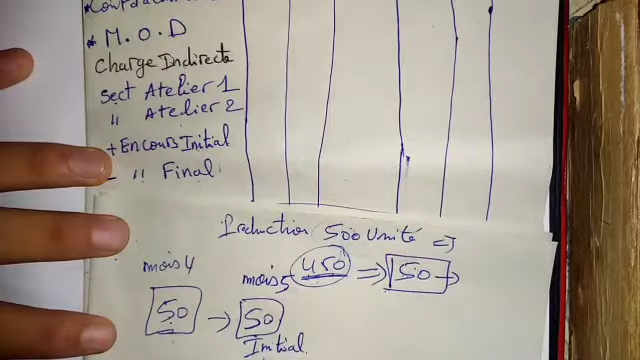 * M.O.D
Charge Indirecte
Sect Atelier 1
" Atelier 2
+ Encours Initial
- " Final
Production 500 Unité =>
mois 4
mois 5 450 => 50 ->
50 -> 50
Initial